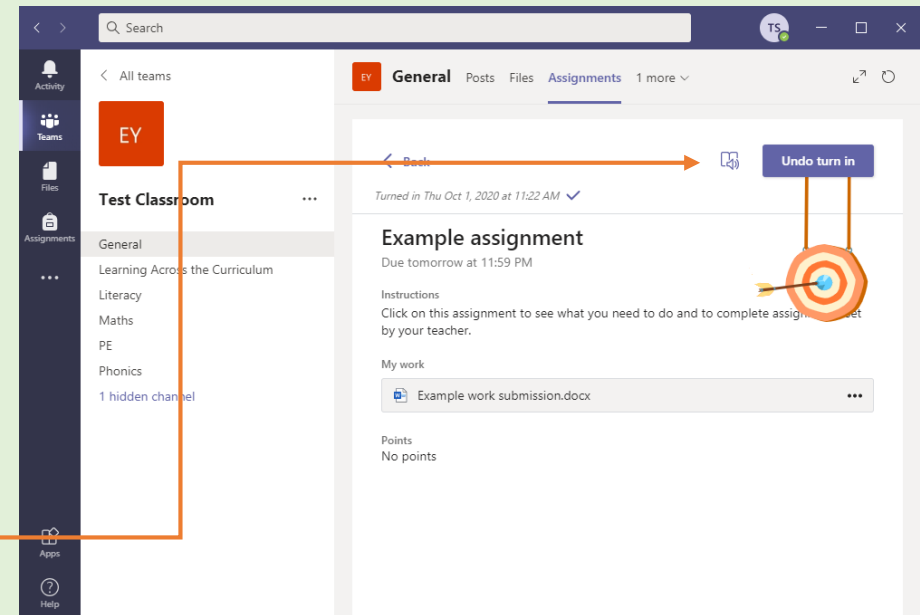 Search
TS
Activity
Teams
Files
Assignments
Apps
Help
All teams
EY
Test Classroom
General
Learning Across the Curriculum
Literacy
Maths
PE
Phonics
1 hidden channel
EY General Posts Files Assignments 1 more
Back
Undo turn in
Turned in Thu Oct 1, 2020 at 11:22 AM
Example assignment
Due tomorrow at 11:59 PM
Instructions
Click on this assignment to see what you need to do and to complete
by your teacher.
My work
Example work submission.docx
Points
No points